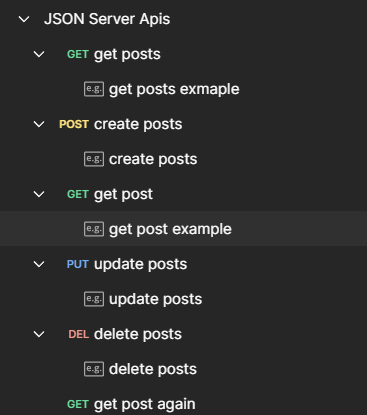 JSON Server Apis
GET get posts
e.g. get posts exmaple
POST create posts
e.g. create posts
GET get post
e.g. get post example
PUT update posts
e.g. update posts
DEL delete posts
e.g. delete posts
GET get post again